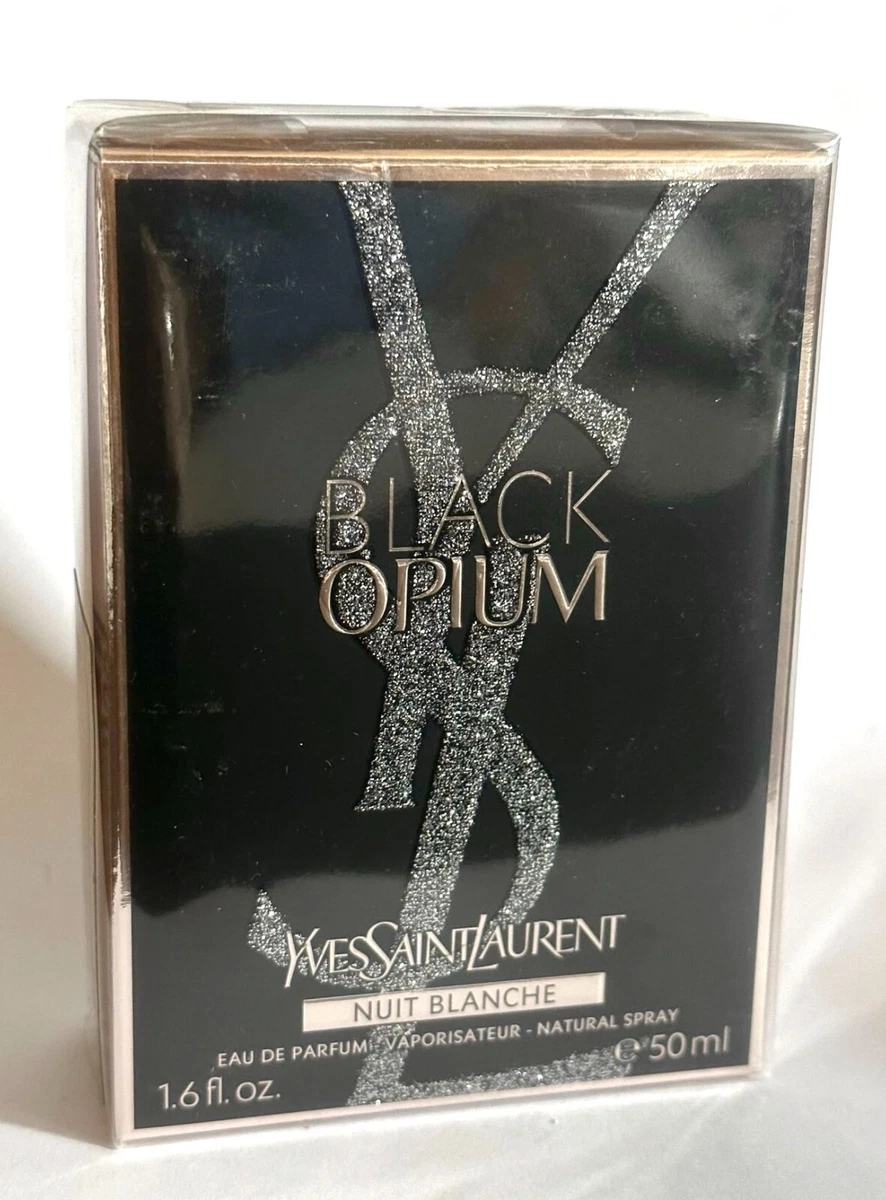 BLACK
OPIUM
YVESSAINTLAURENT
NUIT BLANCHE
EAU DE PARFUM - VAPORISATEUR - NATURAL SPRAY
1.6 fl. oz.
℮ 50 ml